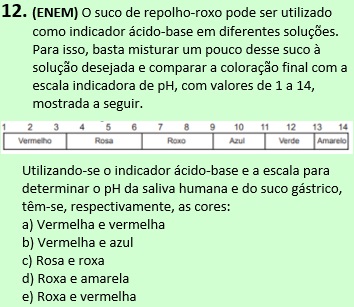 12. (ENEM) O suco de repolho-roxo pode ser utilizado
como indicador ácido-base em diferentes soluções.
Para isso, basta misturar um pouco desse suco à
solução desejada e comparar a coloração final com a
escala indicadora de pH, com valores de 1 a 14,
mostrada a seguir.
1 2 3 4 5 6 7 8 9 10 11 12 13 14
Vermelho Rosa Roxo Azul Verde Amarelo
Utilizando-se o indicador ácido-base e a escala para
determinar o pH da saliva humana e do suco gástrico,
têm-se, respectivamente, as cores:
a) Vermelha e vermelha
b) Vermelha e azul
c) Rosa e roxa
d) Roxa e amarela
e) Roxa e vermelha